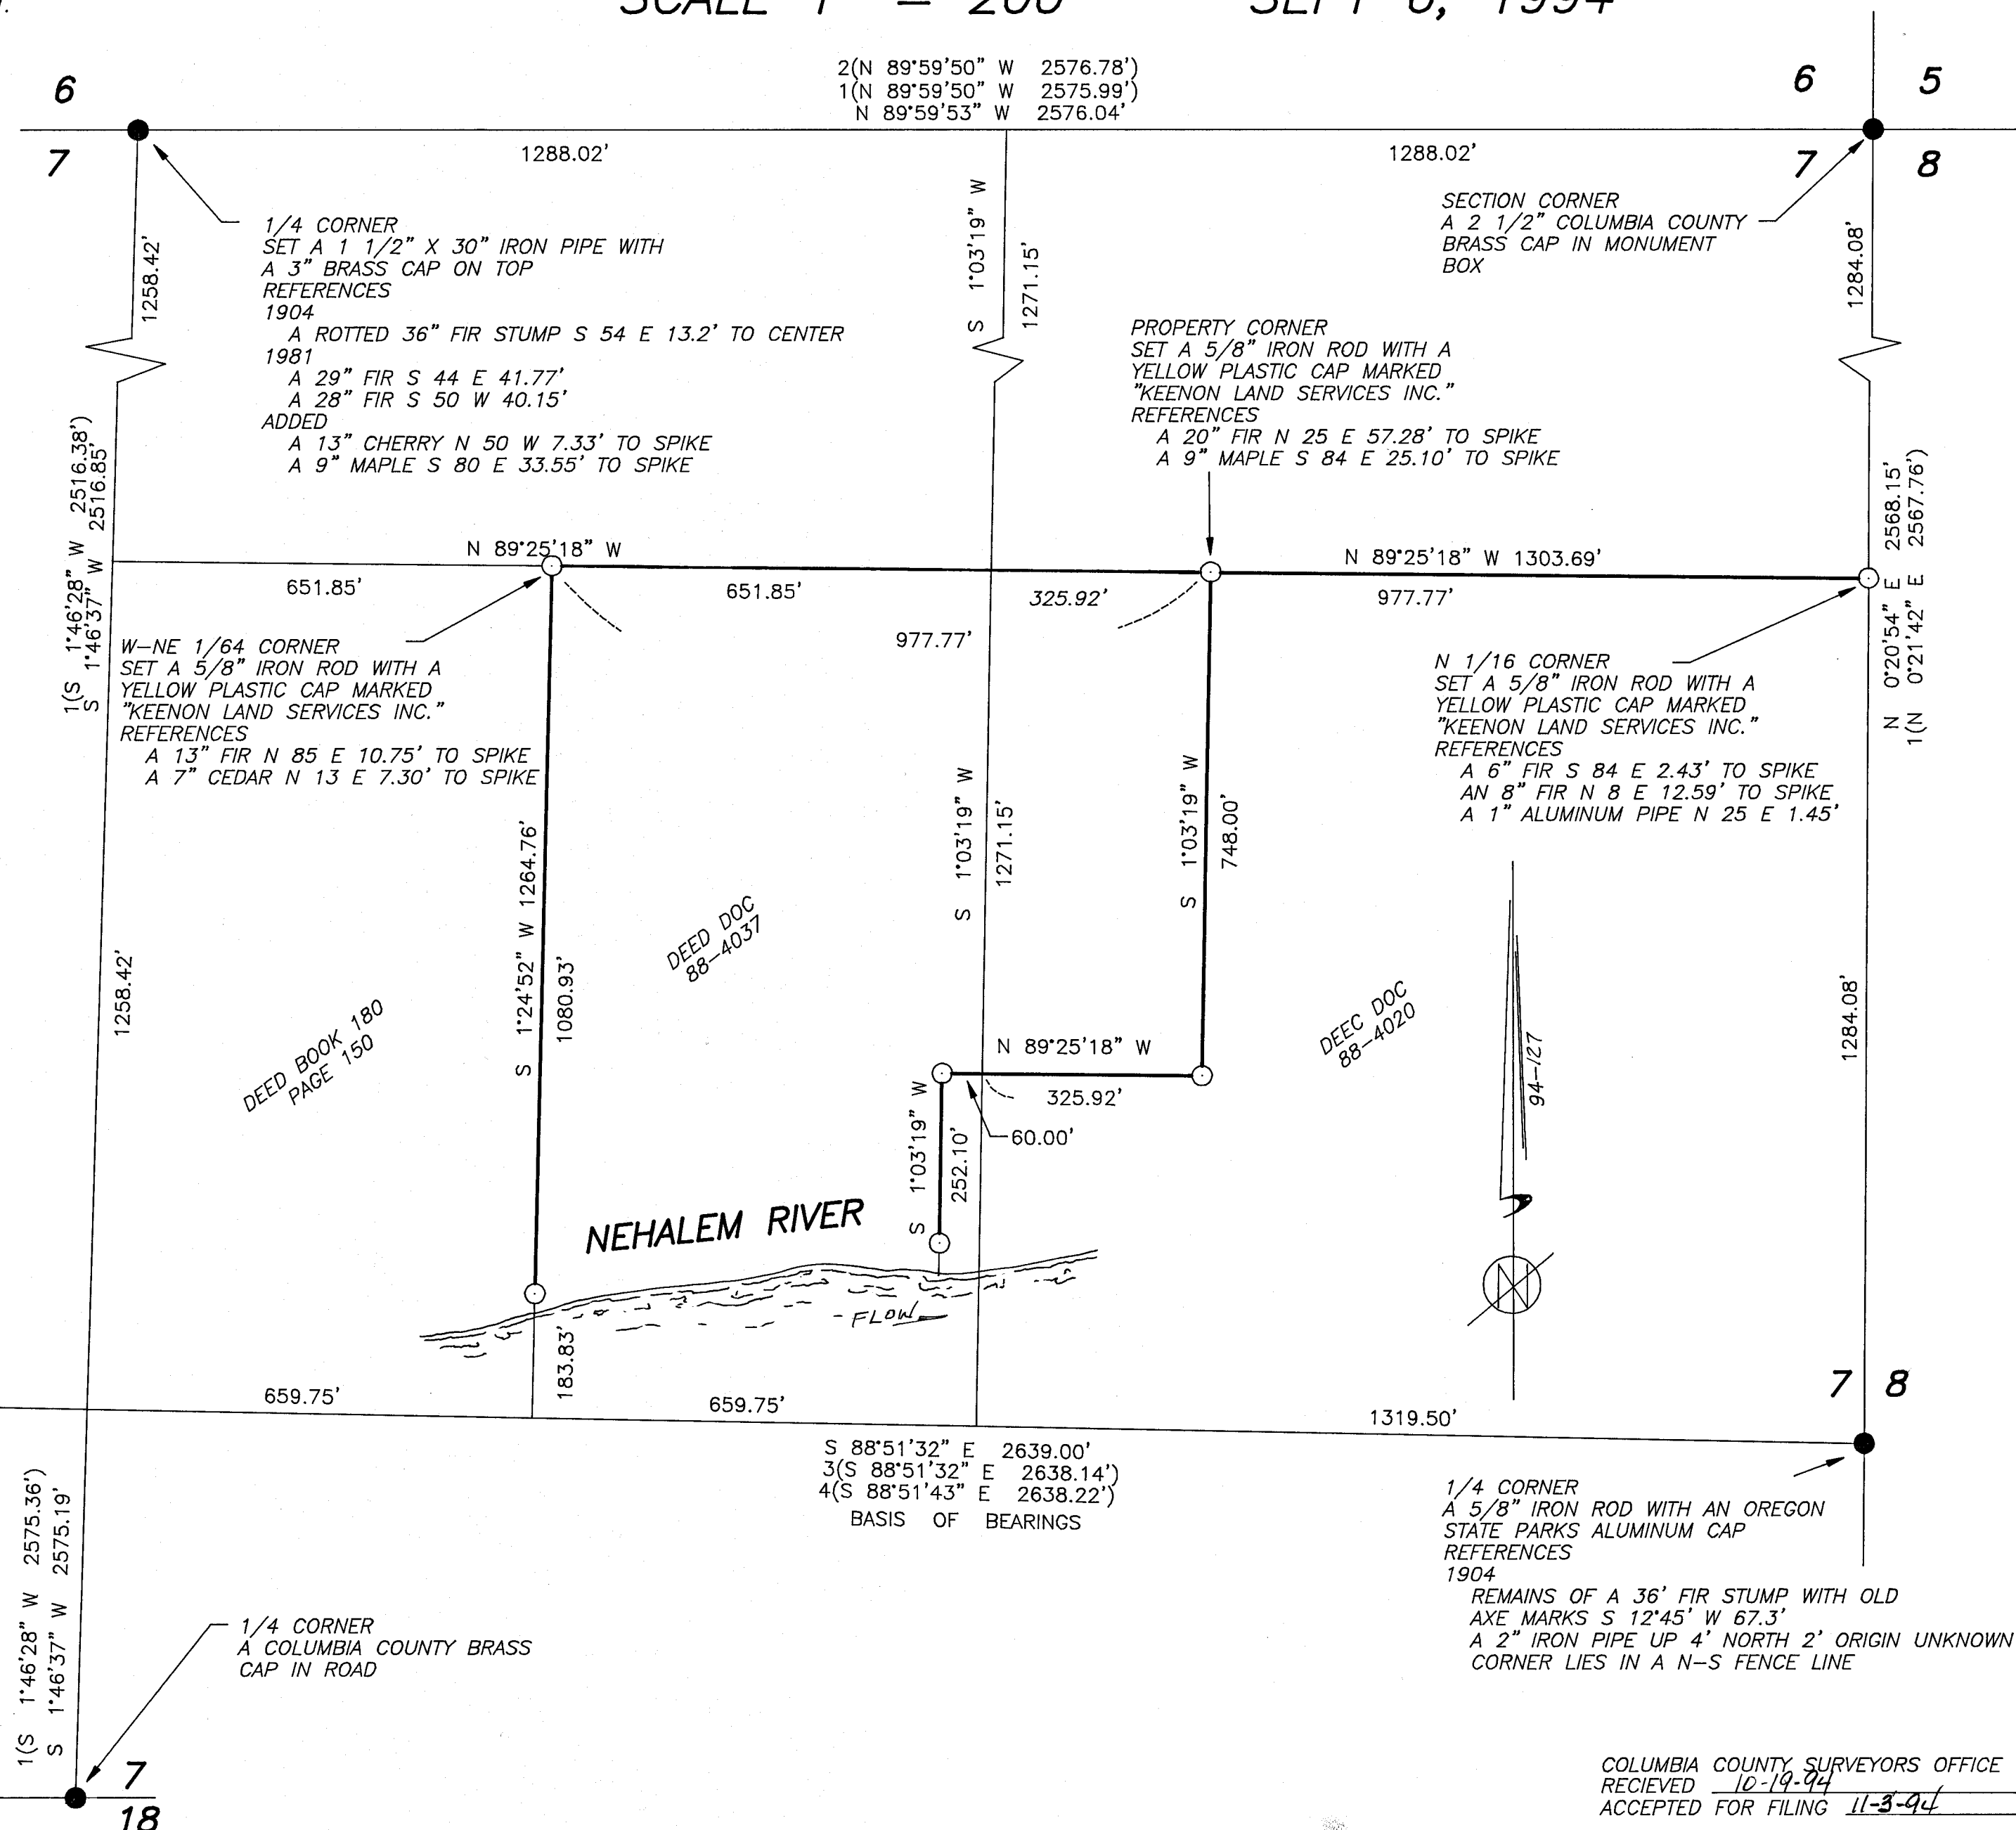 SCALE 1" = 200'    SEPT 6, 1994
2(N 89°59'50" W 2576.78')
1(N 89°59'50" W 2575.99')
N 89°59'53" W 2576.04'
6
6
5
7
7
8
1288.02'
1288.02'
1/4 CORNER
SET A 1 1/2" X 30" IRON PIPE WITH
A 3" BRASS CAP ON TOP
REFERENCES
1904
A ROTTED 36" FIR STUMP S 54 E 13.2' TO CENTER
1981
A 29" FIR S 44 E 41.77'
A 28" FIR S 50 W 40.15'
ADDED
A 13" CHERRY N 50 W 7.33' TO SPIKE
A 9" MAPLE S 80 E 33.55' TO SPIKE
1258.42'
S 1°03'19" W
1271.15'
SECTION CORNER
A 2 1/2" COLUMBIA COUNTY
BRASS CAP IN MONUMENT
BOX
1284.08'
PROPERTY CORNER
SET A 5/8" IRON ROD WITH A
YELLOW PLASTIC CAP MARKED
"KEENON LAND SERVICES INC."
REFERENCES
A 20" FIR N 25 E 57.28' TO SPIKE
A 9" MAPLE S 84 E 25.10' TO SPIKE
1(S 1°46'28" W 2516.38')
S 1°46'37" W 2516.85'
N 0°20'54" E 2568.15'
1(N 0°21'42" E 2567.76')
N 89°25'18" W
N 89°25'18" W 1303.69'
651.85'
651.85'
325.92'
977.77'
977.77'
W-NE 1/64 CORNER
SET A 5/8" IRON ROD WITH A
YELLOW PLASTIC CAP MARKED
"KEENON LAND SERVICES INC."
REFERENCES
A 13" FIR N 85 E 10.75' TO SPIKE
A 7" CEDAR N 13 E 7.30' TO SPIKE
N 1/16 CORNER
SET A 5/8" IRON ROD WITH A
YELLOW PLASTIC CAP MARKED
"KEENON LAND SERVICES INC."
REFERENCES
A 6" FIR S 84 E 2.43' TO SPIKE
AN 8" FIR N 8 E 12.59' TO SPIKE
A 1" ALUMINUM PIPE N 25 E 1.45'
S 1°24'52" W 1264.76'
1080.93'
S 1°03'19" W
1271.15'
S 1°03'19" W
748.00'
1258.42'
DEED BOOK 180
PAGE 150
DEED DOC
88-4037
DEEC DOC
88-4020
94-127
1284.08'
N 89°25'18" W
325.92'
60.00'
S 1°03'19" W
252.10'
NEHALEM RIVER
FLOW
N
183.83'
659.75'
659.75'
1319.50'
7 8
S 88°51'32" E 2639.00'
3(S 88°51'32" E 2638.14')
4(S 88°51'43" E 2638.22')
BASIS OF BEARINGS
1/4 CORNER
A 5/8" IRON ROD WITH AN OREGON
STATE PARKS ALUMINUM CAP
REFERENCES
1904
REMAINS OF A 36' FIR STUMP WITH OLD
AXE MARKS S 12°45' W 67.3'
A 2" IRON PIPE UP 4' NORTH 2' ORIGIN UNKNOWN
CORNER LIES IN A N-S FENCE LINE
1(S 1°46'28" W 2575.36')
S 1°46'37" W 2575.19'
1/4 CORNER
A COLUMBIA COUNTY BRASS
CAP IN ROAD
7
18
COLUMBIA COUNTY SURVEYORS OFFICE
RECIEVED 10-19-94
ACCEPTED FOR FILING 11-3-94